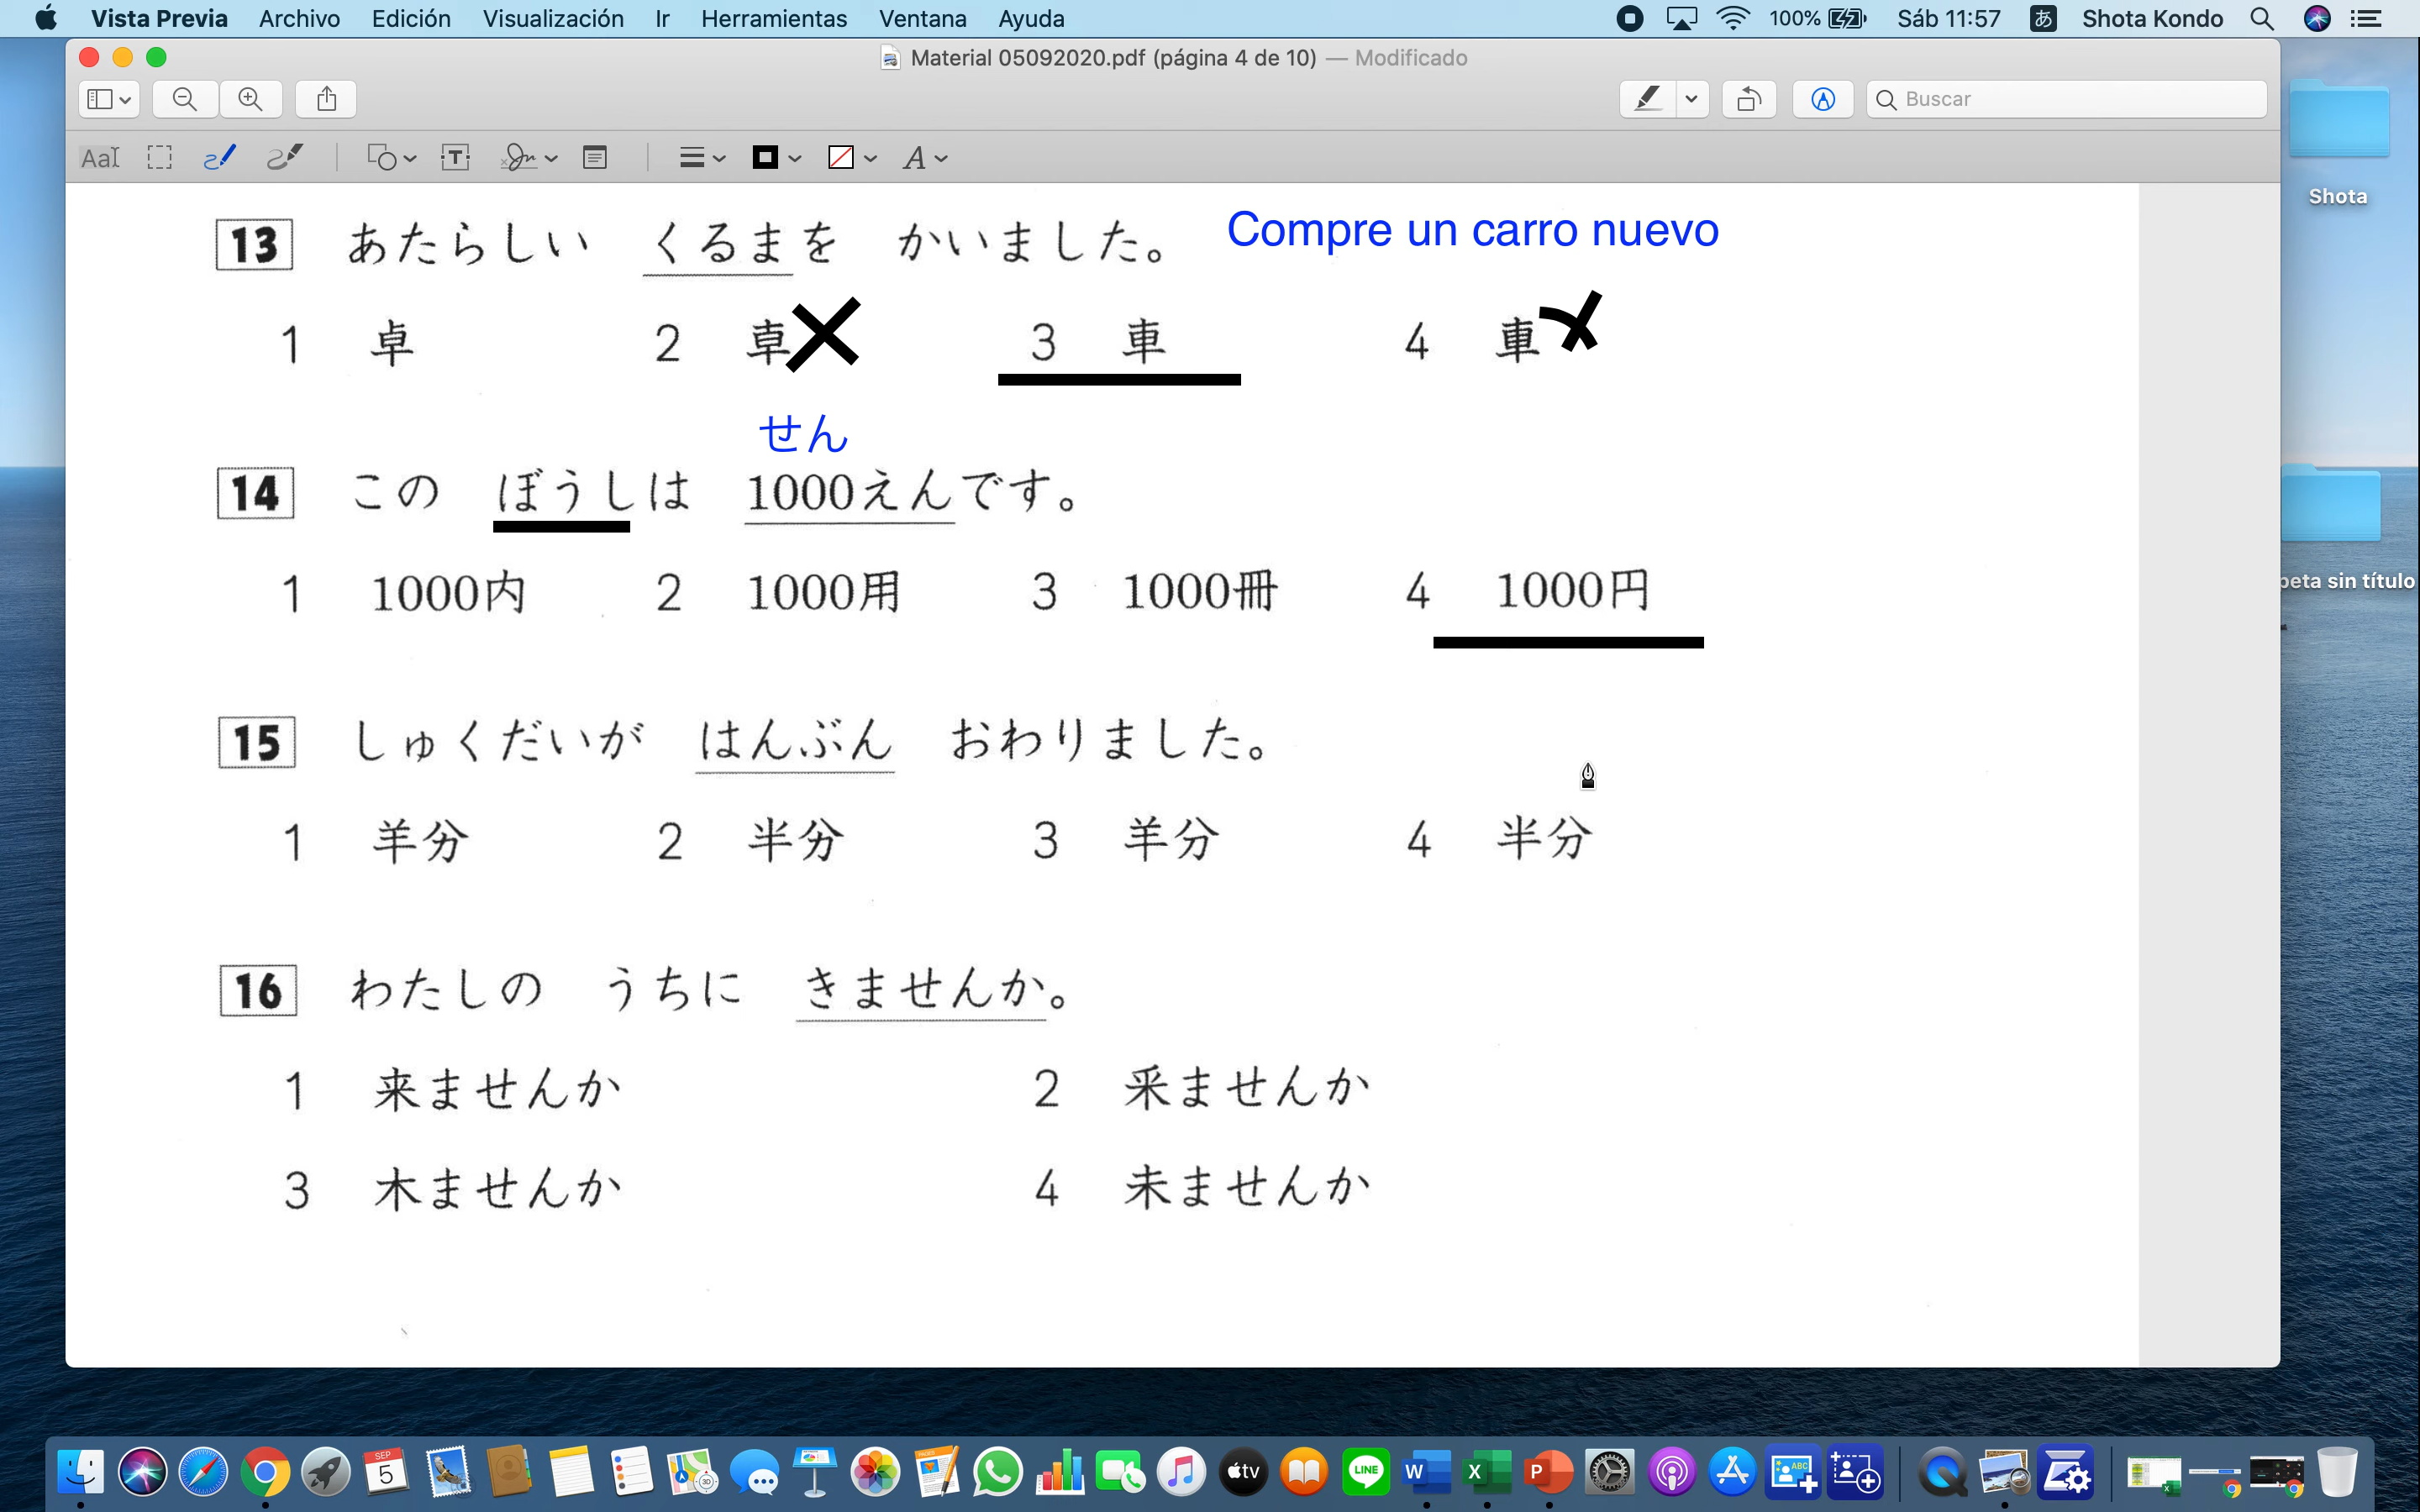 Vista Previa Archivo Edición Visualización Ir Herramientas Ventana Ayuda 100% Sáb 11:57 あ Shota Kondo
Material 05092020.pdf (página 4 de 10) — Modificado
Buscar
Shota
peta sin título
13 あたらしい くるまを かいました。 Compre un carro nuevo
1 卓 2 3 車 4
せん
14 この ぼうしは 1000えんです。
1 1000内 2 1000用 3 1000冊 4 1000円
15 しゅくだいが はんぶん おわりました。
1 羊分 2 半分 3 羊分 4 半分
16 わたしの うちに きませんか。
1 来ませんか 2 釆ませんか
3 木ませんか 4 未ませんか
SEP
5
tv
LINE
W
X
P
ABC